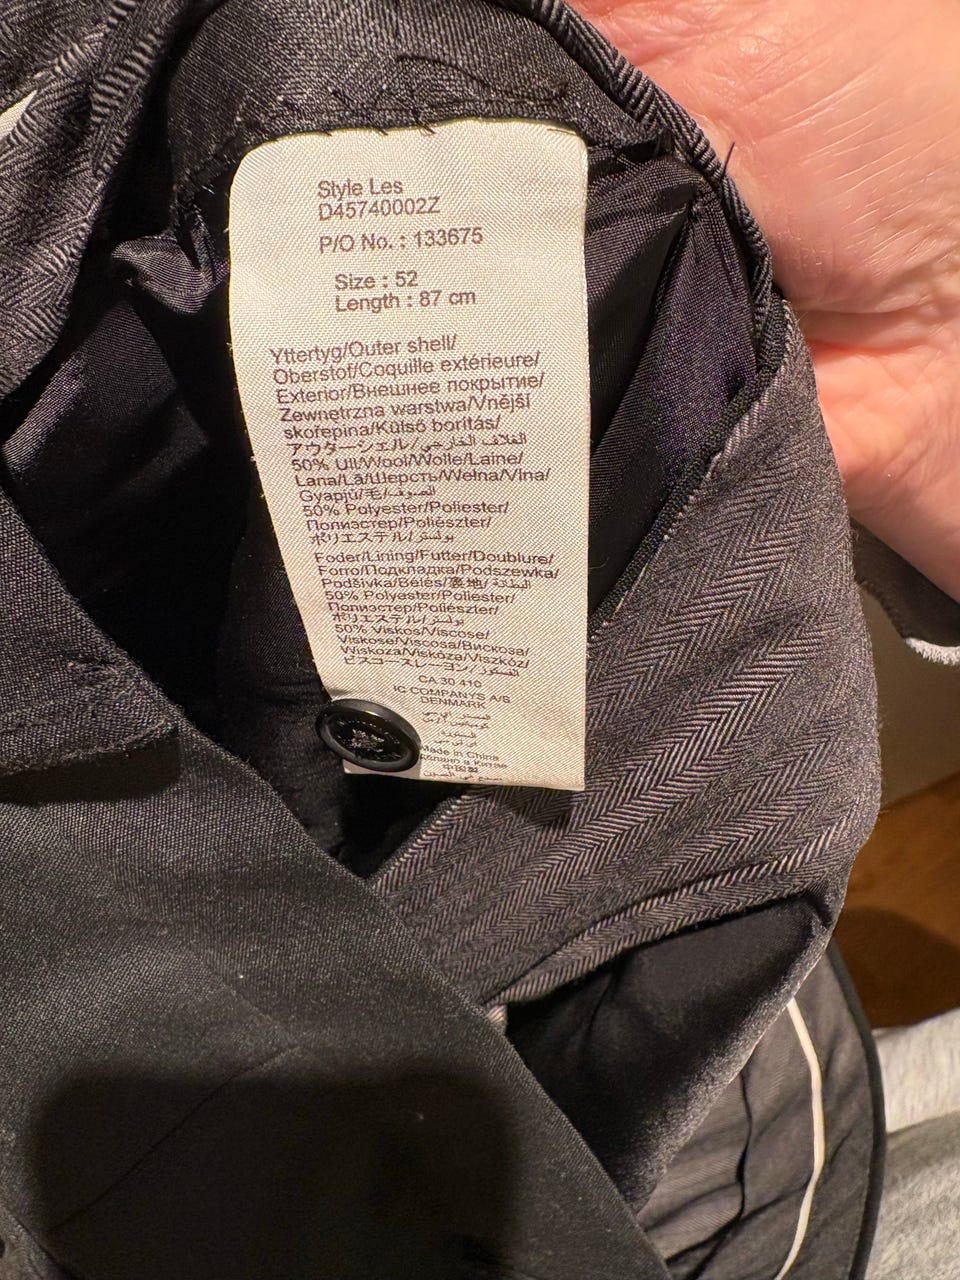 Style Les
D45740002Z
P/O No. : 133675
Size : 52
Length : 87 cm
Yttertyg/Outer shell/
Oberstof/Coquille extérieure/
Exterior/Внешнее покрытие/
Zewnętrzna warstwa/Vnější
skořepina/Külső borítás/
アウターシェル/الغلاف الخارجي/
50% Ull/Wool/Wolle/Laine/
Lana/Lã/Шерсть/Wełna/Vlna/
Gyapjú/毛/الصوف/
50% Polyester/Poliester/
Полиэстер/Poliészter/
ポリエステル/بوليستر/
Foder/Lining/Futter/Doublure/
Forro/Подкладка/Podszewka/
Podšívka/Bélés/裏地/البطانة/
50% Polyester/Poliester/
Полиэстер/Poliészter/
ポリエステル/بوليستر/
50% Viskos/Viscose/
Viskose/Viscosa/Вискоза/
Wiskoza/Viskóza/Viszkóz/
ビスコースレーヨン/
CA 30 410
IC COMPANYS A/S
DENMARK
Made in China
中国製